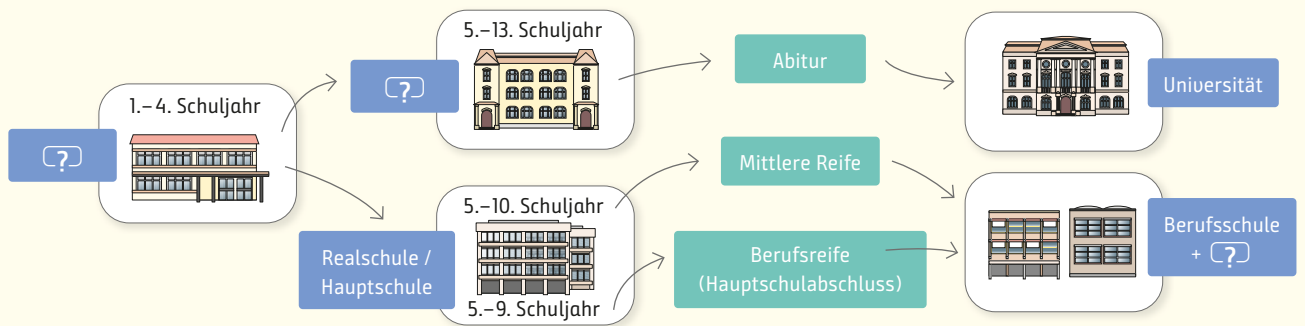 5.–13. Schuljahr
?
Abitur
Universität
1.–4. Schuljahr
?
Mittlere Reife
5.–10. Schuljahr
Realschule /
Hauptschule
Berufsreife
(Hauptschulabschluss)
5.–9. Schuljahr
Berufsschule
+ ?